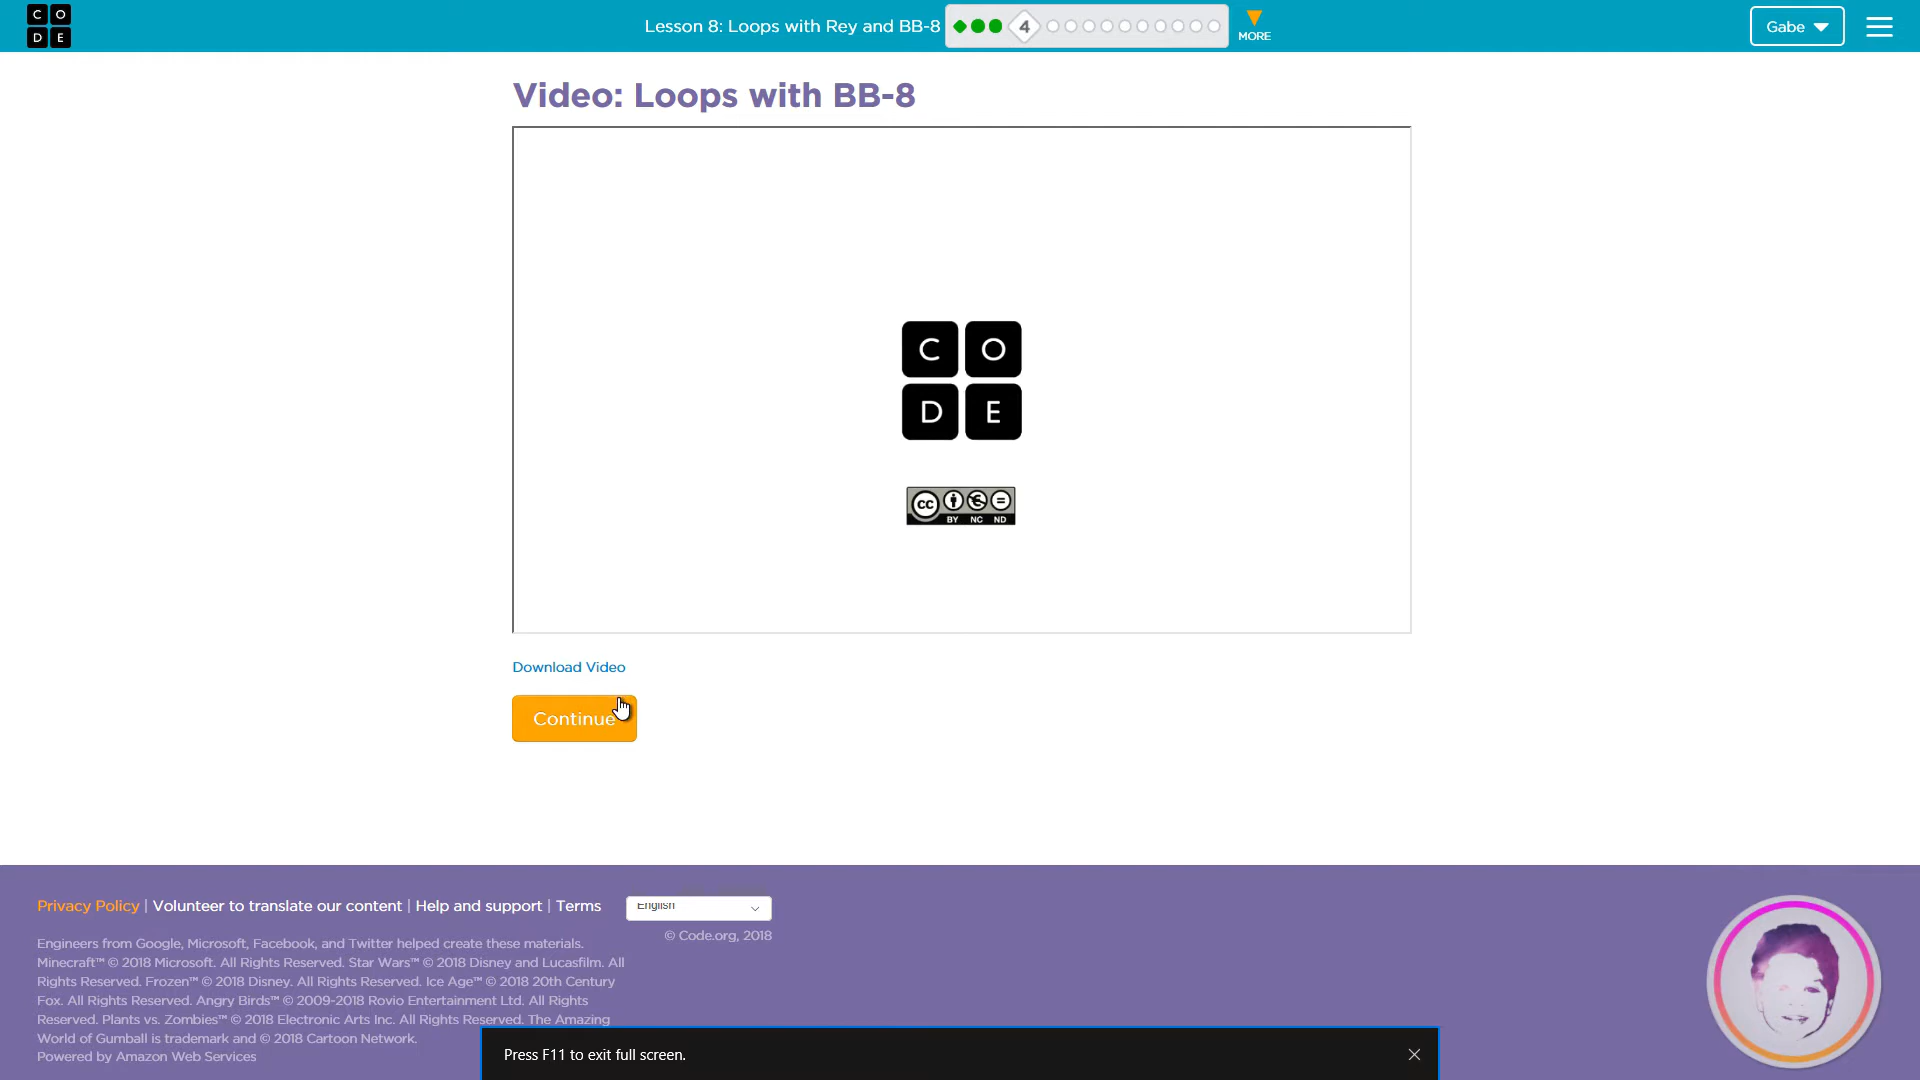 C O
D E
Lesson 8: Loops with Rey and BB-8
4
MORE
Gabe
Video: Loops with BB-8
C O
D E
cc
BY NC ND
Download Video
Continue
Privacy Policy | Volunteer to translate our content | Help and support | Terms
English
© Code.org, 2018
Engineers from Google, Microsoft, Facebook, and Twitter helped create these materials.
Minecraft™ © 2018 Microsoft. All Rights Reserved. Star Wars™ © 2018 Disney and Lucasfilm. All
Rights Reserved. Frozen™ © 2018 Disney. All Rights Reserved. Ice Age™ © 2018 20th Century
Fox. All Rights Reserved. Angry Birds™ © 2009-2018 Rovio Entertainment Ltd. All Rights
Reserved. Plants vs. Zombies™ © 2018 Electronic Arts Inc. All Rights Reserved. The Amazing
World of Gumball is trademark and © 2018 Cartoon Network.
Powered by Amazon Web Services
Press F11 to exit full screen.